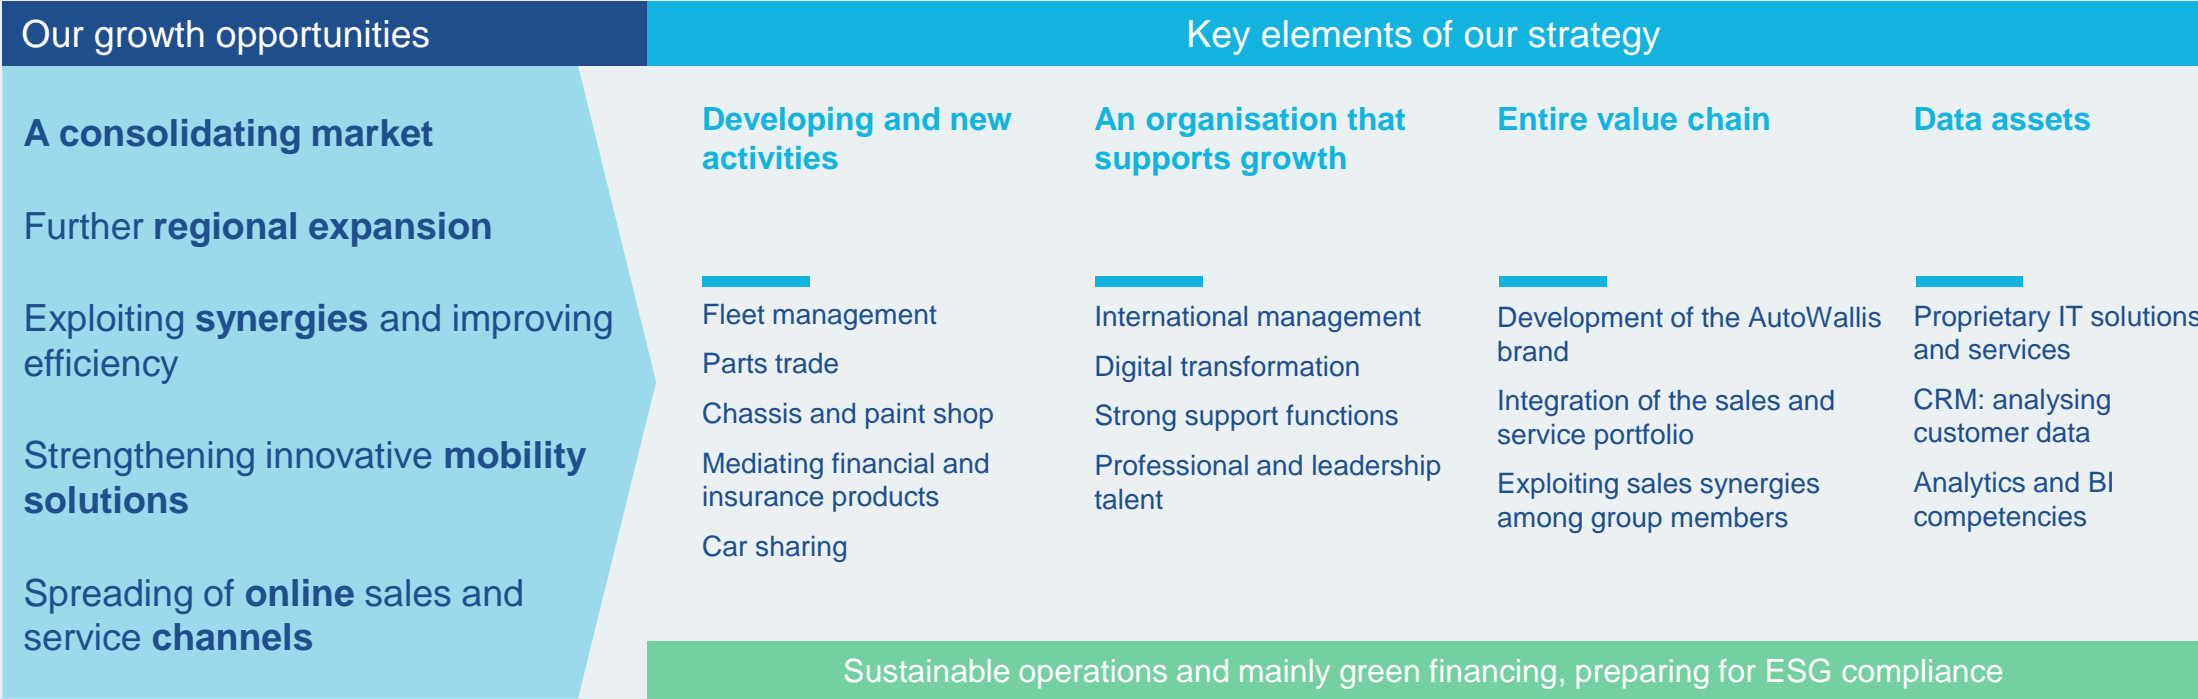 Our growth opportunities
A consolidating market
Further regional expansion
Exploiting synergies and improving
efficiency
Strengthening innovative mobility
solutions
Spreading of online sales and
service channels
Key elements of our strategy
Developing and new
activities
Fleet management
Parts trade
Chassis and paint shop
Mediating financial and
insurance products
Car sharing
An organisation that
supports growth
International management
Digital transformation
Strong support functions
Professional and leadership
talent
Entire value chain
Development of the AutoWallis
brand
Integration of the sales and
service portfolio
Exploiting sales synergies
among group members
Data assets
Proprietary IT solutions
and services
CRM: analysing
customer data
Analytics and BI
competencies
Sustainable operations and mainly green financing, preparing for ESG compliance